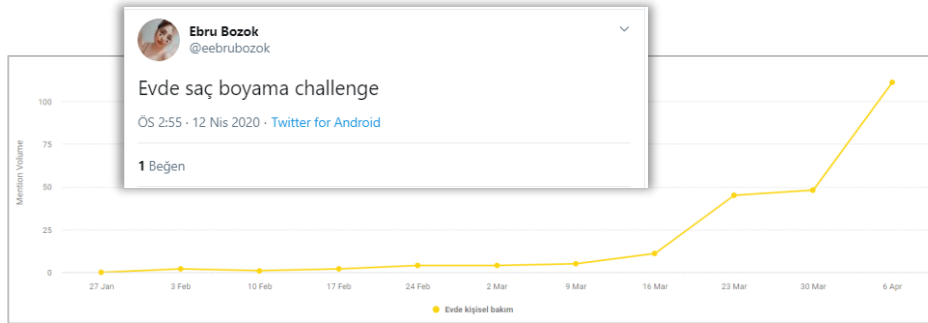 Ebru Bozok
@eebrubozok
Evde saç boyama challenge
ÖS 2:55 · 12 Nis 2020 · Twitter for Android
1 Beğen
Mention Volume
100
75
50
25
0
27 Jan 3 Feb 10 Feb 17 Feb 24 Feb 2 Mar 9 Mar 16 Mar 23 Mar 30 Mar 6 Apr
Evde kişisel bakım